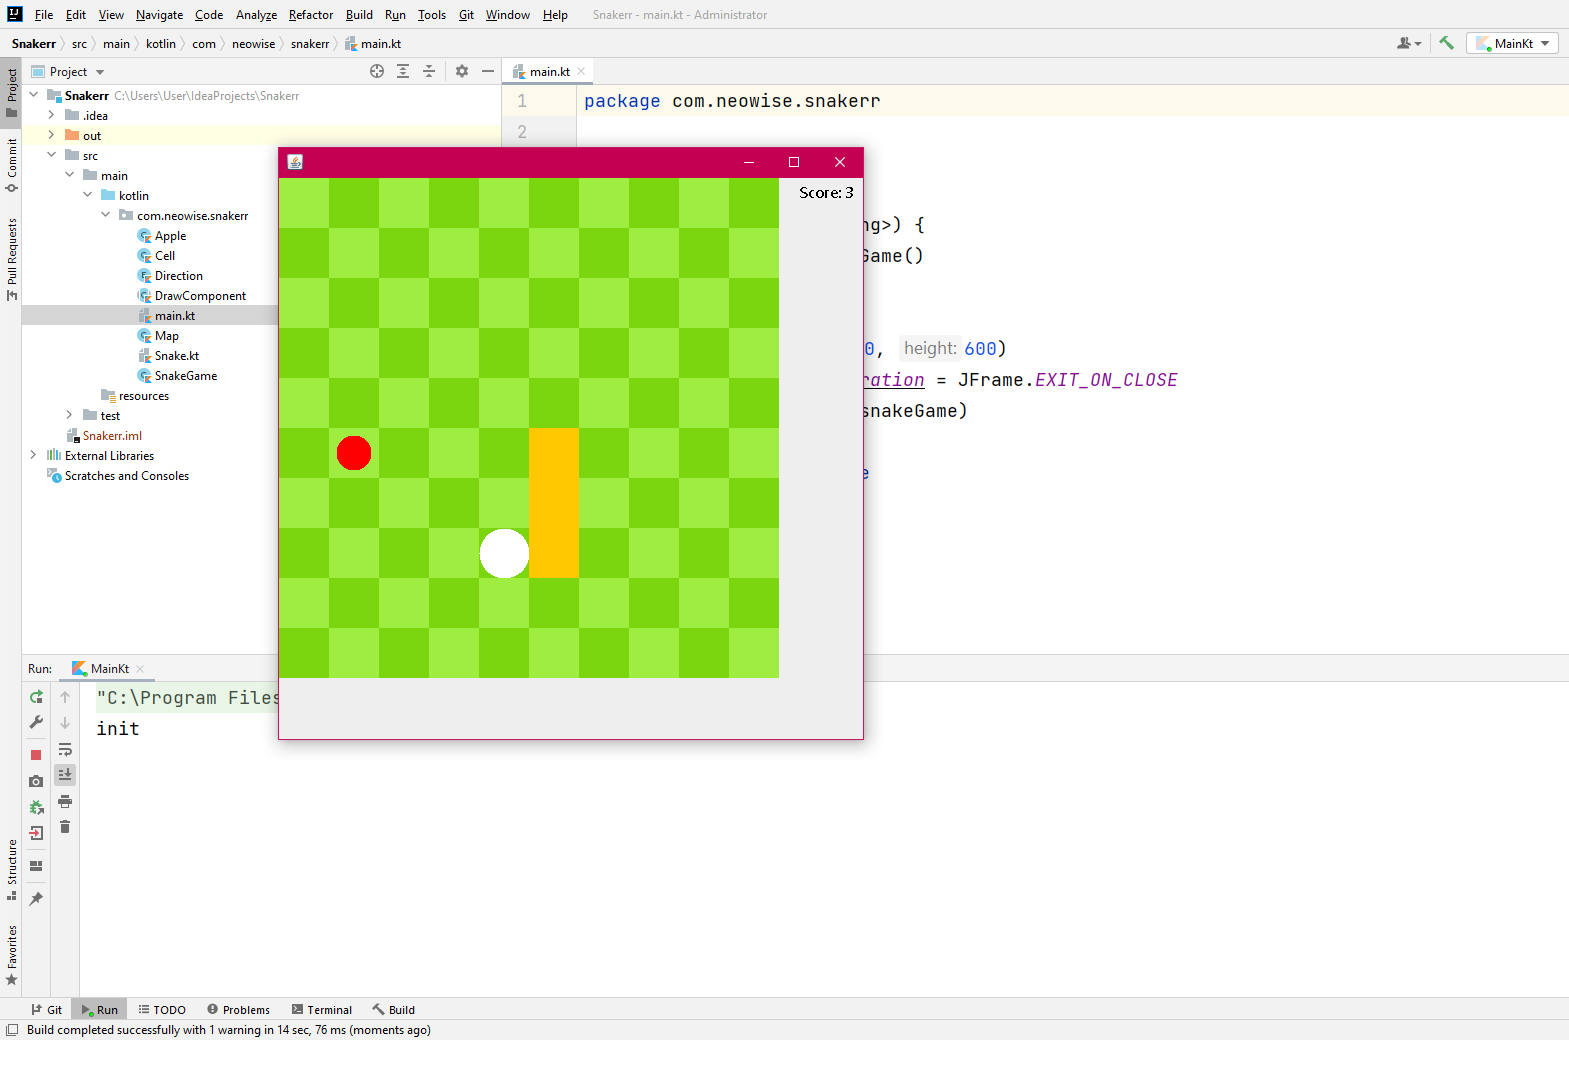 File Edit View Navigate Code Analyze Refactor Build Run Tools Git Window Help Snakerr - main.kt - Administrator
Snakerr src main kotlin com neowise snakerr main.kt MainKt
Project
Commit
Pull Requests
Structure
Favorites
Project
main.kt
Snakerr C:\Users\User\IdeaProjects\Snakerr
.idea
out
src
main
kotlin
com.neowise.snakerr
Apple
Cell
Direction
DrawComponent
main.kt
Map
Snake.kt
SnakeGame
resources
test
Snakerr.iml
External Libraries
Scratches and Consoles
1 package com.neowise.snakerr
2
Score: 3
ng>) {
Game()
0, height: 600)
ration = JFrame.EXIT_ON_CLOSE
snakeGame)
e
Run: MainKt
"C:\Program Files
init
Git Run TODO Problems Terminal Build
Build completed successfully with 1 warning in 14 sec, 76 ms (moments ago)